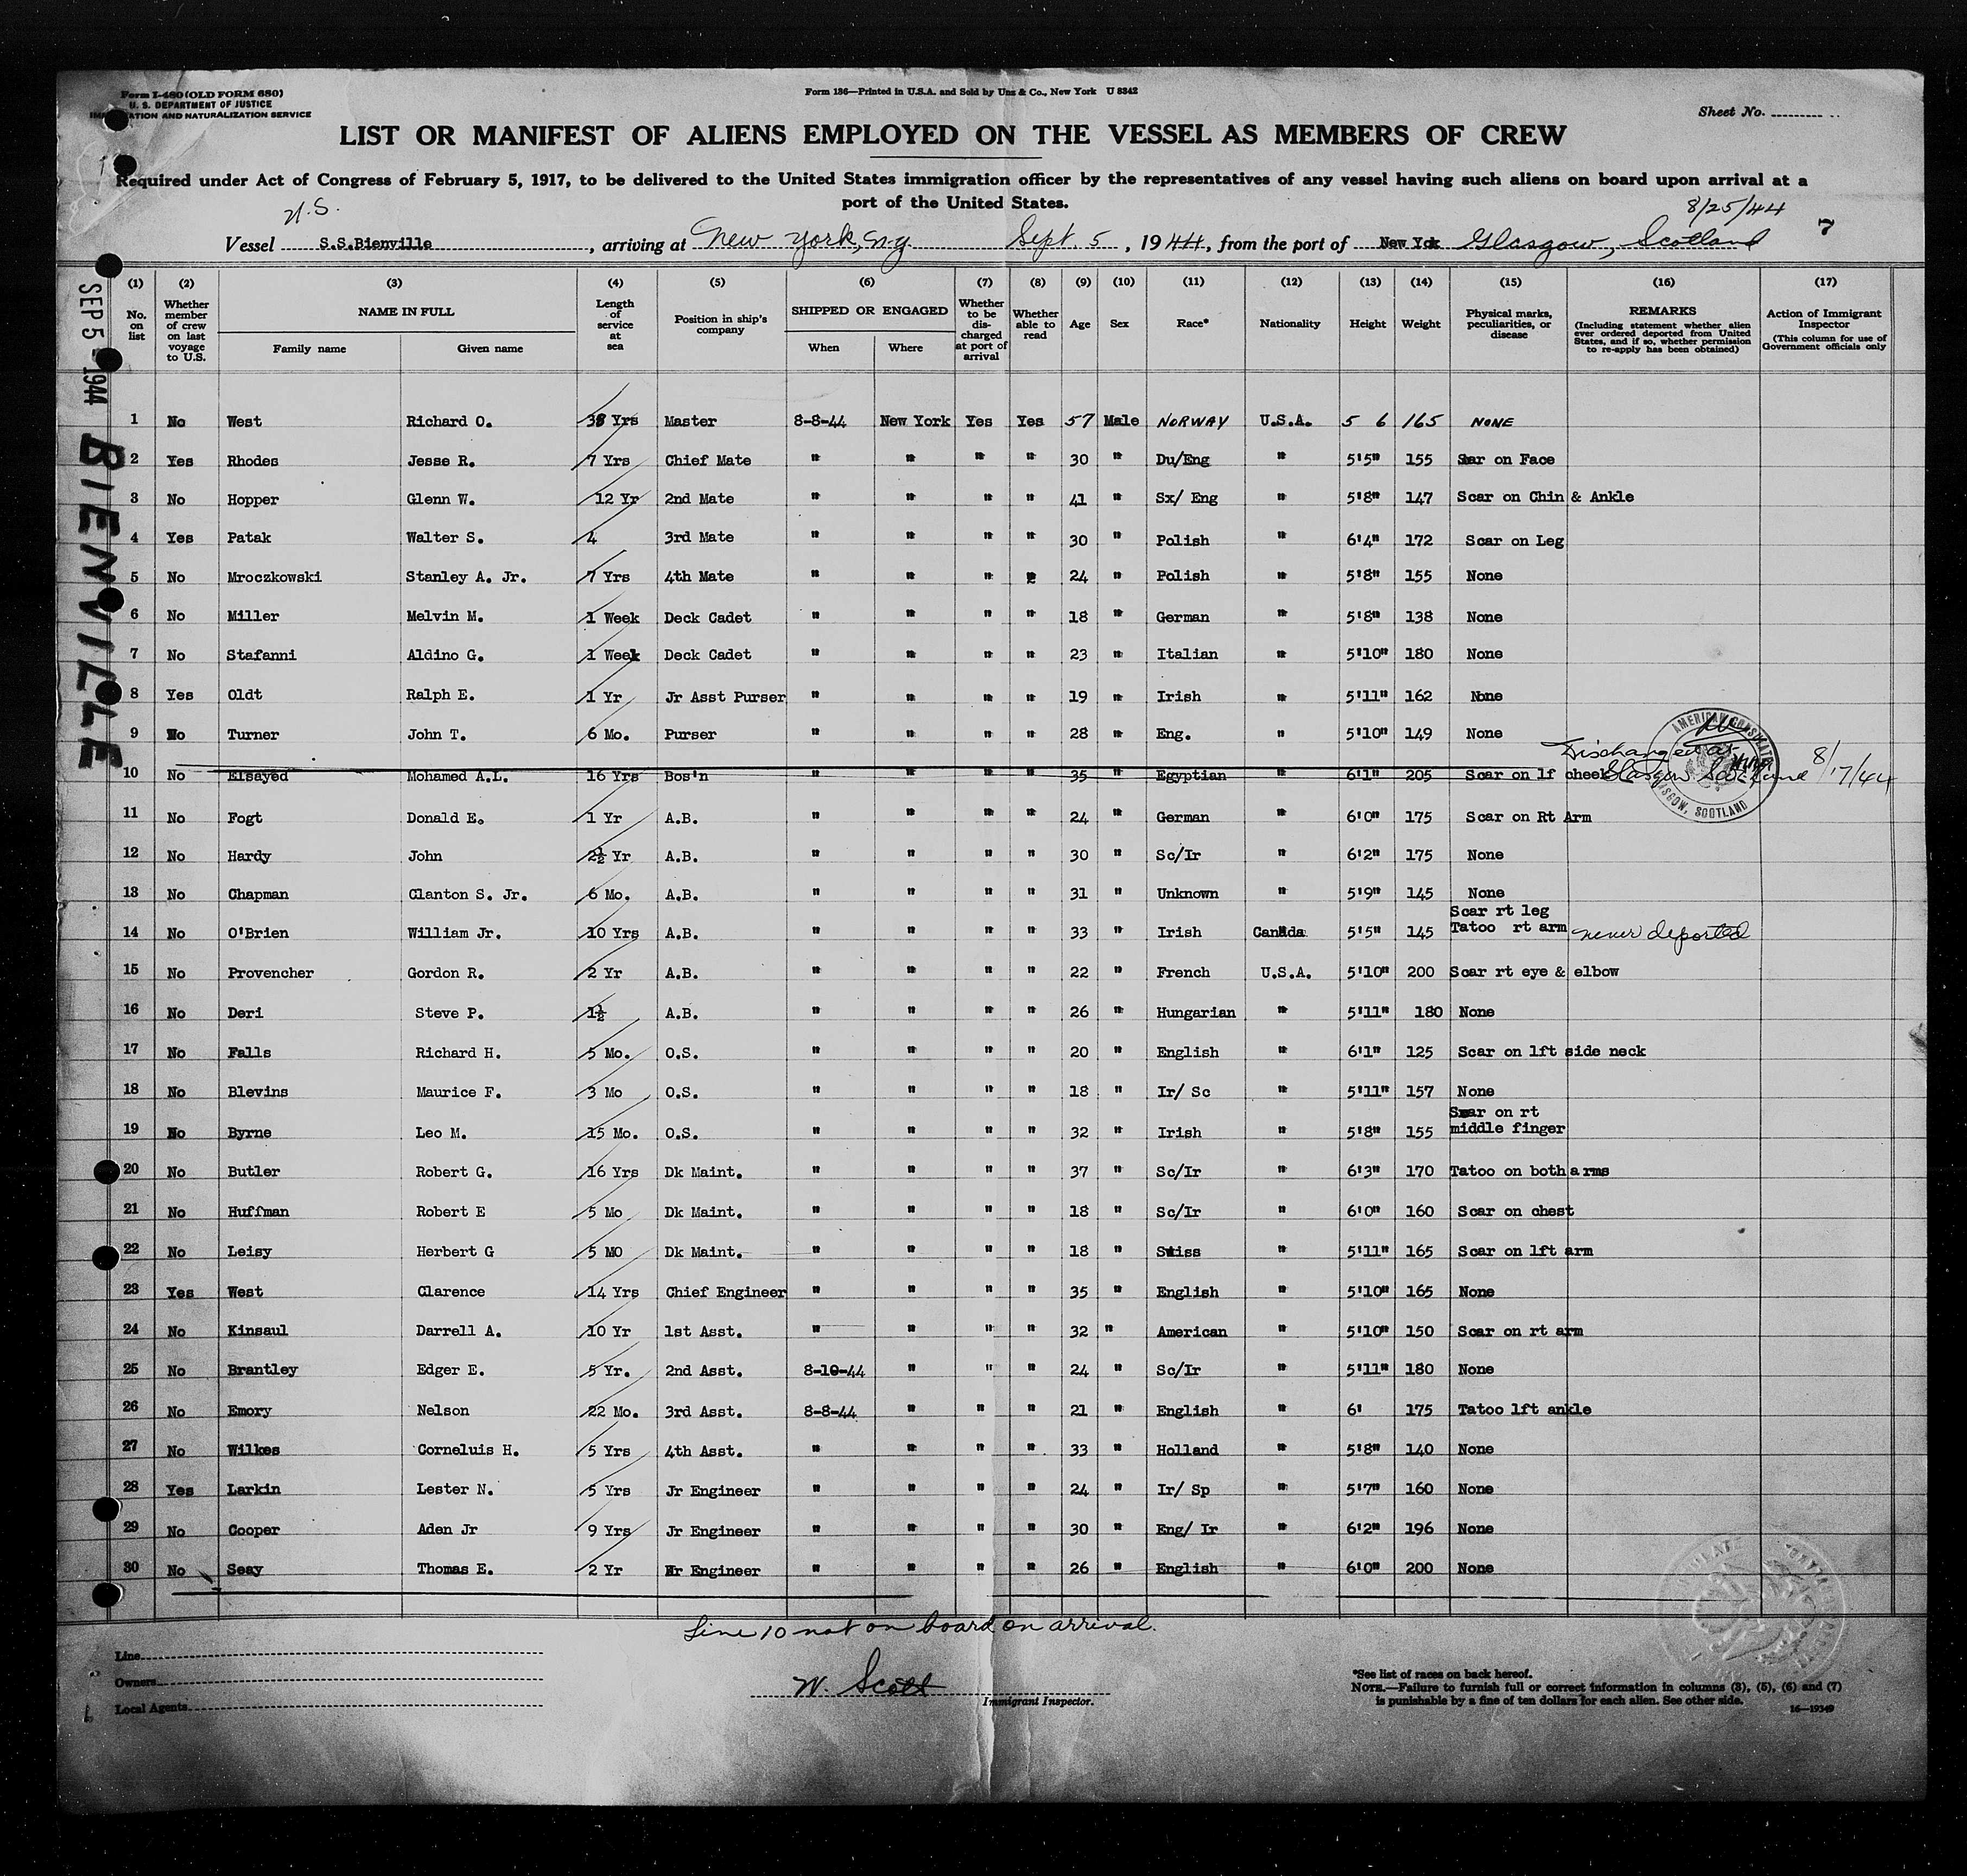 Form I-480 (OLD FORM 680)
U. S. DEPARTMENT OF JUSTICE
IMMIGRATION AND NATURALIZATION SERVICE
Form 136—Printed in U.S.A. and Sold by Unz & Co., New York U 8342
Sheet No.
LIST OR MANIFEST OF ALIENS EMPLOYED ON THE VESSEL AS MEMBERS OF CREW
Required under Act of Congress of February 5, 1917, to be delivered to the United States immigration officer by the representatives of any vessel having such aliens on board upon arrival at a
port of the United States.
U.S. 8/25/44
Vessel S.S.Bienville, arriving at New York, N.Y. Sept. 5, 1944, from the port of New Yok Glasgow, Scotland 7
SEP 5 1944 BIENVILLE
(1) (2) (3) (4) (5) (6) (7) (8) (9) (10) (11) (12) (13) (14) (15) (16) (17)
No. on list Whether member of crew on last voyage to U.S. NAME IN FULL Family name Given name Length of service at sea Position in ship's company SHIPPED OR ENGAGED When Where Whether to be discharged at port of arrival Whether able to read Age Sex Race* Nationality Height Weight Physical marks, peculiarities, or disease REMARKS (Including statement whether alien ever ordered deported from United States, and if so, whether permission to re-apply has been obtained) Action of Immigrant Inspector (This column for use of Government officials only
1 No West Richard O. 38 Yrs Master 8-8-44 New York Yes Yes 57 Male NORWAY U.S.A. 5 6 165 NONE
2 Yes Rhodes Jesse R. 7 Yrs Chief Mate " " " " 30 " Du/Eng " 5'5" 155 Scar on Face
3 No Hopper Glenn W. 12 Yr 2nd Mate " " " " 41 " Sx/ Eng " 5'8" 147 Scar on Chin & Ankle
4 Yes Patak Walter S. 4 3rd Mate " " " " 30 " Polish " 6'4" 172 Scar on Leg
5 No Mroczkowski Stanley A. Jr. 7 Yrs 4th Mate " " " " 24 " Polish " 5'8" 155 None
6 No Miller Melvin M. 1 Week Deck Cadet " " " " 18 " German " 5'8" 138 None
7 No Stafanni Aldino G. 1 Week Deck Cadet " " " " 23 " Italian " 5'10" 180 None
8 Yes Oldt Ralph E. 1 Yr Jr Asst Purser " " " " 19 " Irish " 5'11" 162 None
9 No Turner John T. 6 Mo. Purser " " " " 28 " Eng. " 5'10" 149 None
10 No Elsayed Mohamed A.L. 16 Yrs Bos'n " " " " 35 " Egyptian " 6'1" 205 Scar on lf cheek Discharged at Glasgow Scotland 8/17/44
AMERICAN CONSULATE GLASGOW, SCOTLAND
11 No Fogt Donald E. 1 Yr A.B. " " " " 24 " German " 6'0" 175 Scar on Rt Arm
12 No Hardy John 2½ Yr A.B. " " " " 30 " Sc/Ir " 6'2" 175 None
13 No Chapman Clanton S. Jr. 6 Mo. A.B. " " " " 31 " Unknown " 5'9" 145 None
14 No O'Brien William Jr. 10 Yrs A.B. " " " " 33 " Irish Canada 5'5" 145 Scar rt leg Tatoo rt arm never deported
15 No Provencher Gordon R. 2 Yr A.B. " " " " 22 " French U.S.A. 5'10" 200 Scar rt eye & elbow
16 No Deri Steve P. 1½ A.B. " " " " 26 " Hungarian " 5'11" 180 None
17 No Falls Richard H. 5 Mo. O.S. " " " " 20 " English " 6'1" 125 Scar on lft side neck
18 No Blevins Maurice F. 3 Mo O.S. " " " " 18 " Ir/ Sc " 5'11" 157 None
19 No Byrne Leo M. 15 Mo. O.S. " " " " 32 " Irish " 5'8" 155 Scar on rt middle finger
20 No Butler Robert G. 16 Yrs Dk Maint. " " " " 37 " Sc/Ir " 6'3" 170 Tatoo on both arms
21 No Huffman Robert E 5 Mo Dk Maint. " " " " 18 " Sc/Ir " 6'0" 160 Scar on chest
22 No Leisy Herbert G 5 MO Dk Maint. " " " " 18 " Swiss " 5'11" 165 Scar on lft arm
23 Yes West Clarence 14 Yrs Chief Engineer " " " " 35 " English " 5'10" 165 None
24 No Kinsaul Darrell A. 10 Yr 1st Asst. " " " " 32 " American " 5'10" 150 Scar on rt arm
25 No Brantley Edger E. 5 Yr. 2nd Asst. 8-10-44 " " " 24 " Sc/Ir " 5'11" 180 None
26 No Emory Nelson 22 Mo. 3rd Asst. 8-8-44 " " " 21 " English " 6' 175 Tatoo lft ankle
27 No Wilkes Corneluis H. 5 Yrs 4th Asst. " " " " 33 " Holland " 5'8" 140 None
28 Yes Larkin Lester N. 5 Yrs Jr Engineer " " " " 24 " Ir/ Sp " 5'7" 160 None
29 No Cooper Aden Jr 9 Yrs Jr Engineer " " " " 30 " Eng/ Ir " 6'2" 196 None
30 No Seay Thomas E. 2 Yr Jr Engineer " " " " 26 " English " 6'0" 200 None
Line 10 not on board on arrival.
Line
Owners
Local Agents
W. Scott
Immigrant Inspector.
*See list of races on back hereof.
NOTE.—Failure to furnish full or correct information in columns (3), (5), (6) and (7)
is punishable by a fine of ten dollars for each alien. See other side.
16—19349